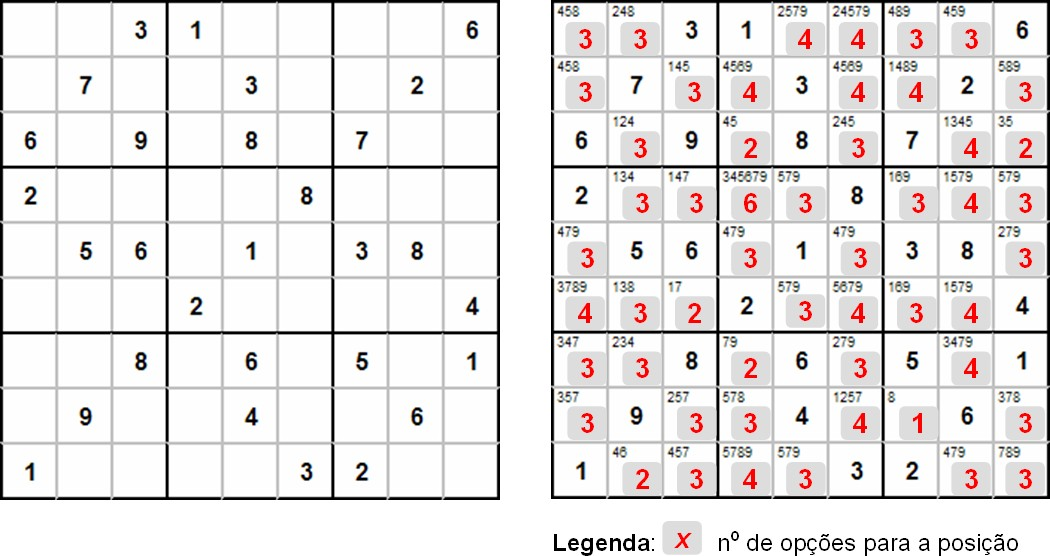 3 1 6
7 3 2
6 9 8 7
2 8
5 6 1 3 8
2 4
8 6 5 1
9 4 6
1 3 2
458 248 2579 24579 489 459
3 3 3 1 4 4 3 3 6
458 145 4569 4569 1489 589
3 7 3 4 3 4 4 2 3
124 45 245 1345 35
6 3 9 2 8 3 7 4 2
134 147 345679 579 169 1579 579
2 3 3 6 3 8 3 4 3
479 479 479 279
3 5 6 3 1 3 3 8 3
3789 138 17 579 5679 169 1579
4 3 2 2 3 4 3 4 4
347 234 79 279 3479
3 3 8 2 6 3 5 4 1
357 257 578 1257 8 378
3 9 3 3 4 4 1 6 3
46 457 5789 579 479 789
1 2 3 4 3 3 2 3 3
Legenda: x nº de opções para a posição